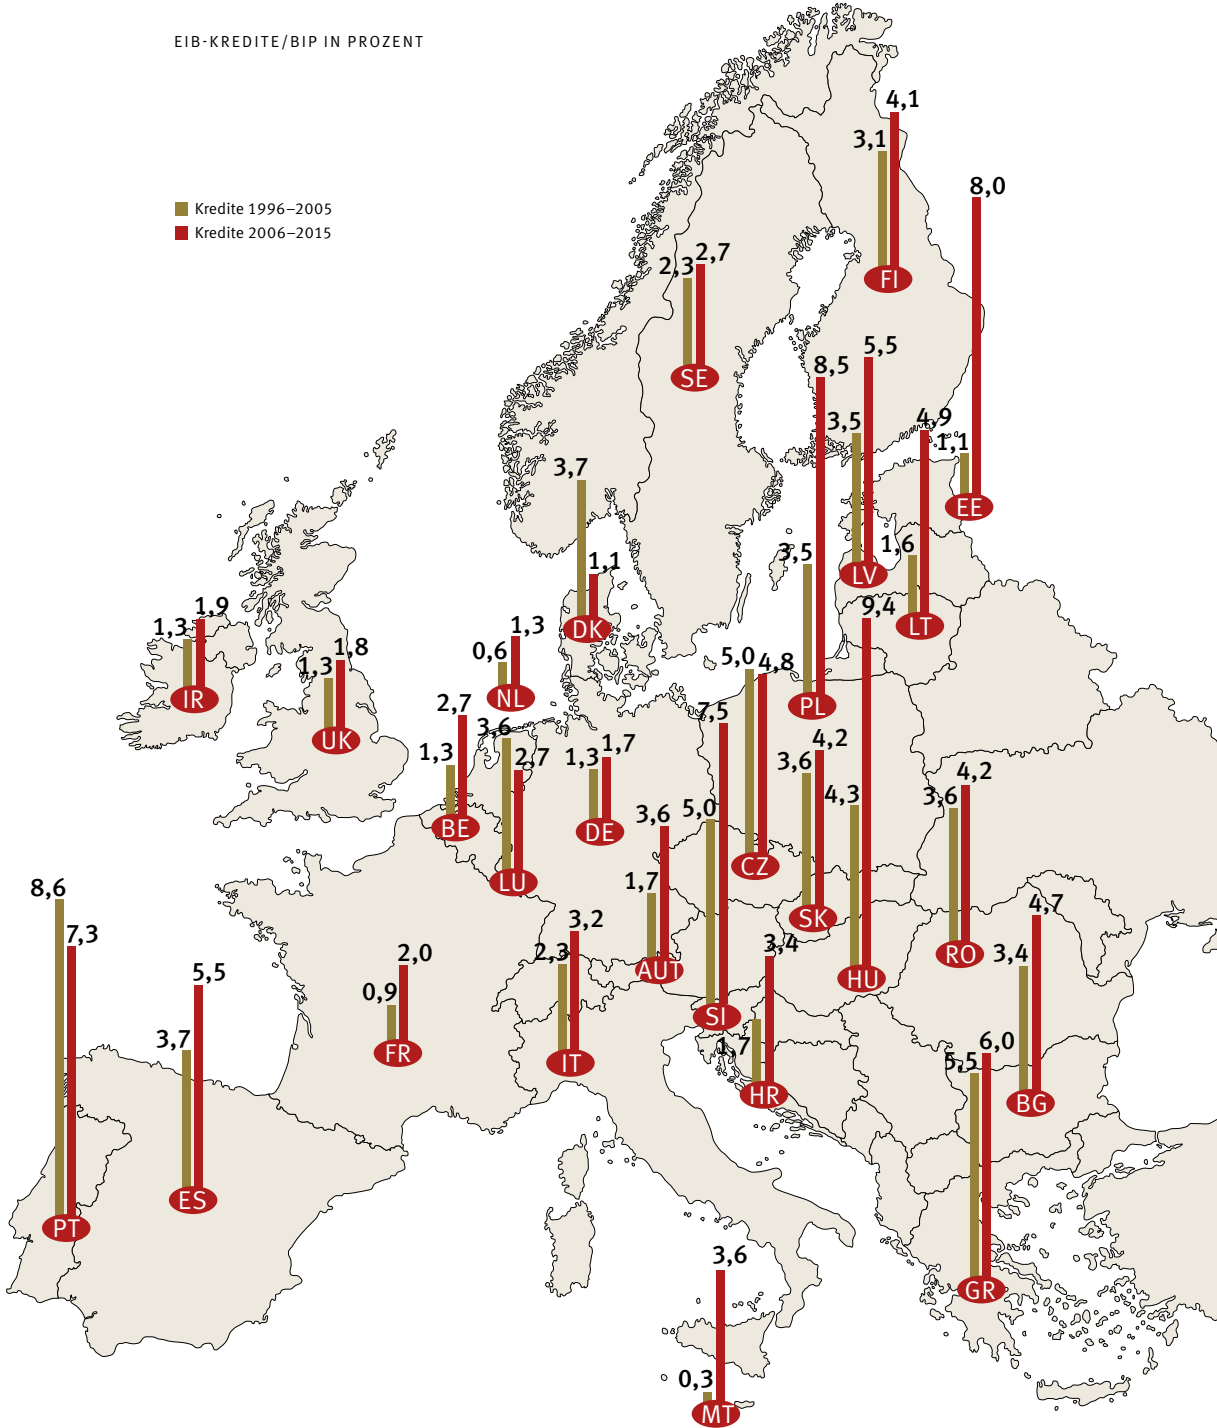 EIB-KREDITE/BIP IN PROZENT
Kredite 1996–2005
Kredite 2006–2015
4,1
3,1
FI
8,0
1,1
EE
2,3
2,7
SE
5,5
3,5
LV
8,5
3,5
PL
4,9
1,6
LT
3,7
1,1
DK
1,3
1,9
IR
1,3
1,8
UK
0,6
1,3
NL
1,3
2,7
BE
3,6
2,7
LU
1,3
1,7
DE
5,0
4,8
CZ
9,4
4,3
HU
7,5
5,0
SI
3,6
4,2
SK
3,6
4,2
RO
3,6
1,7
AUT
8,6
7,3
PT
3,7
5,5
ES
0,9
2,0
FR
2,3
3,2
IT
3,4
1,7
HR
3,4
4,7
BG
5,5
6,0
GR
3,6
0,3
MT